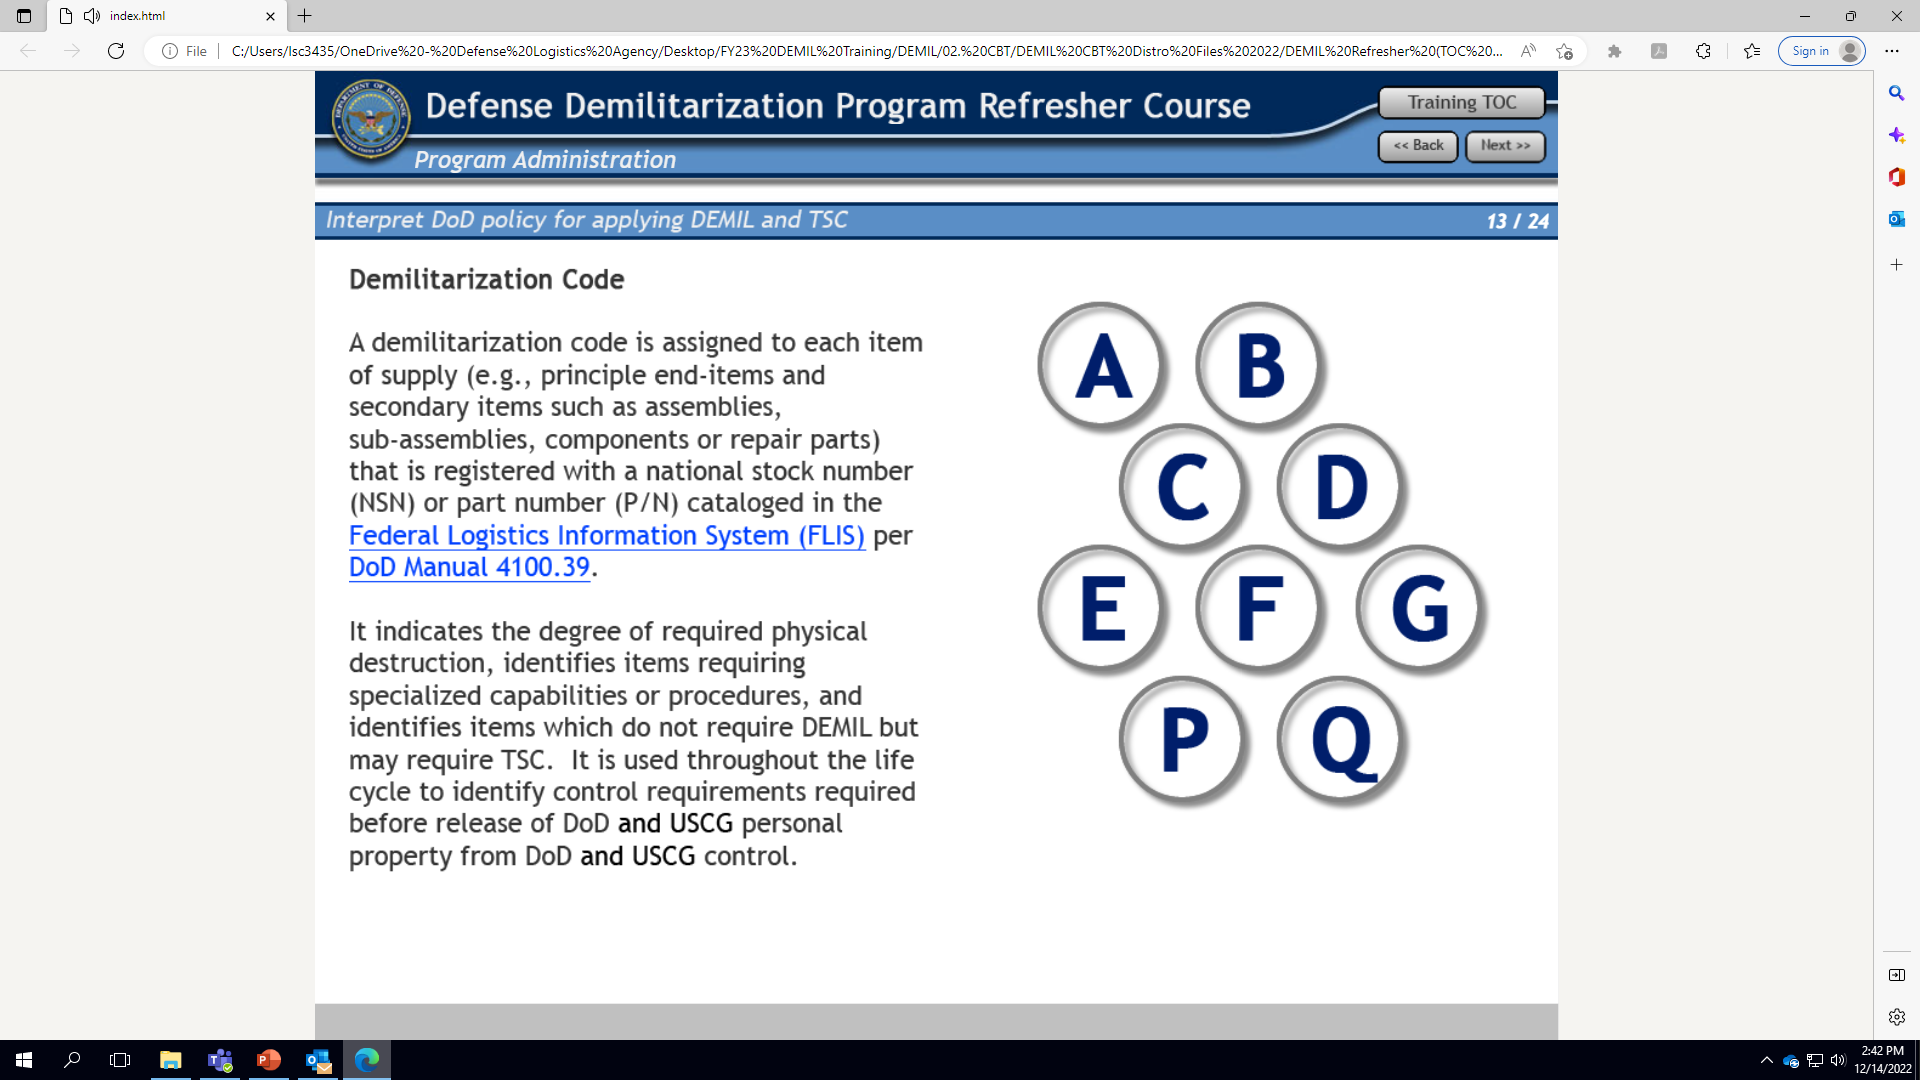 index.html
File
C:/Users/lsc3435/OneDrive%20-%20Defense%20Logistics%20Agency/Desktop/FY23%20DEMIL%20Training/DEMIL/02.%20CBT/DEMIL%20CBT%20Distro%20Files%202022/DEMIL%20Refresher%20(TOC%20...
Sign in
Defense Demilitarization Program Refresher Course
Training TOC
<< Back
Next >>
Program Administration
Interpret DoD policy for applying DEMIL and TSC
13 / 24
Demilitarization Code
A demilitarization code is assigned to each item
of supply (e.g., principle end-items and
secondary items such as assemblies,
sub-assemblies, components or repair parts)
that is registered with a national stock number
(NSN) or part number (P/N) cataloged in the
Federal Logistics Information System (FLIS) per
DoD Manual 4100.39.
It indicates the degree of required physical
destruction, identifies items requiring
specialized capabilities or procedures, and
identifies items which do not require DEMIL but
may require TSC.  It is used throughout the life
cycle to identify control requirements required
before release of DoD and USCG personal
property from DoD and USCG control.
A B
C D
E F G
P Q
2:42 PM
12/14/2022